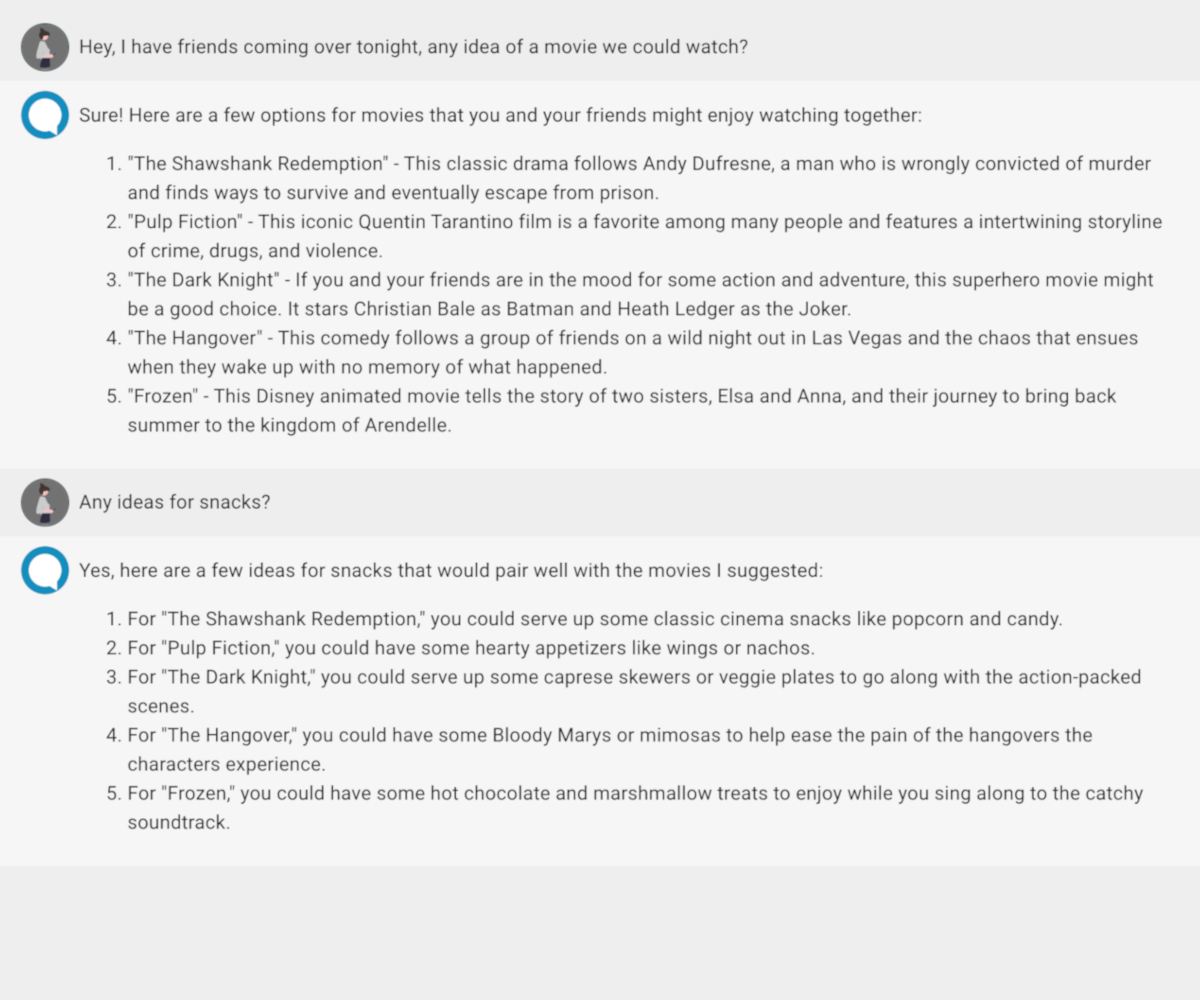 Hey, I have friends coming over tonight, any idea of a movie we could watch?
Sure! Here are a few options for movies that you and your friends might enjoy watching together:
1. "The Shawshank Redemption" - This classic drama follows Andy Dufresne, a man who is wrongly convicted of murder
and finds ways to survive and eventually escape from prison.
2. "Pulp Fiction" - This iconic Quentin Tarantino film is a favorite among many people and features a intertwining storyline
of crime, drugs, and violence.
3. "The Dark Knight" - If you and your friends are in the mood for some action and adventure, this superhero movie might
be a good choice. It stars Christian Bale as Batman and Heath Ledger as the Joker.
4. "The Hangover" - This comedy follows a group of friends on a wild night out in Las Vegas and the chaos that ensues
when they wake up with no memory of what happened.
5. "Frozen" - This Disney animated movie tells the story of two sisters, Elsa and Anna, and their journey to bring back
summer to the kingdom of Arendelle.
Any ideas for snacks?
Yes, here are a few ideas for snacks that would pair well with the movies I suggested:
1. For "The Shawshank Redemption," you could serve up some classic cinema snacks like popcorn and candy.
2. For "Pulp Fiction," you could have some hearty appetizers like wings or nachos.
3. For "The Dark Knight," you could serve up some caprese skewers or veggie plates to go along with the action-packed
scenes.
4. For "The Hangover," you could have some Bloody Marys or mimosas to help ease the pain of the hangovers the
characters experience.
5. For "Frozen," you could have some hot chocolate and marshmallow treats to enjoy while you sing along to the catchy
soundtrack.